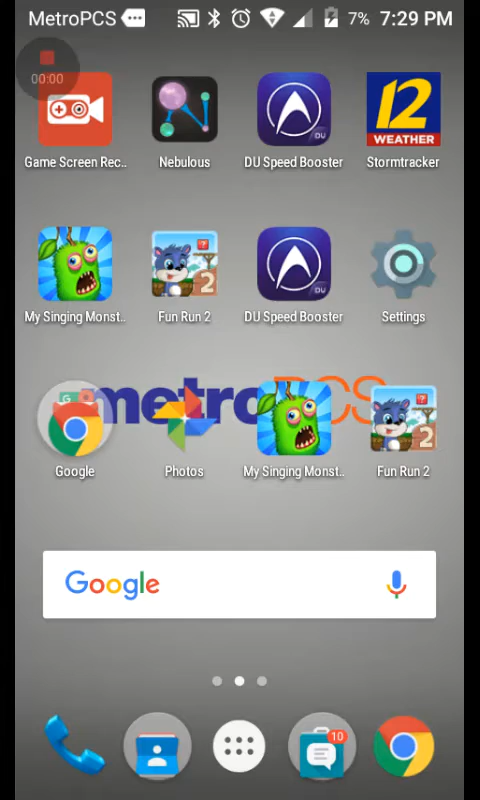 MetroPCS 7% 7:29 PM
00:00
12
WEATHER
DU
Game Screen Rec.. Nebulous DU Speed Booster Stormtracker
2
DU
My Singing Monst.. Fun Run 2 DU Speed Booster Settings
metroPCS
2
Google Photos My Singing Monst.. Fun Run 2
Google
10